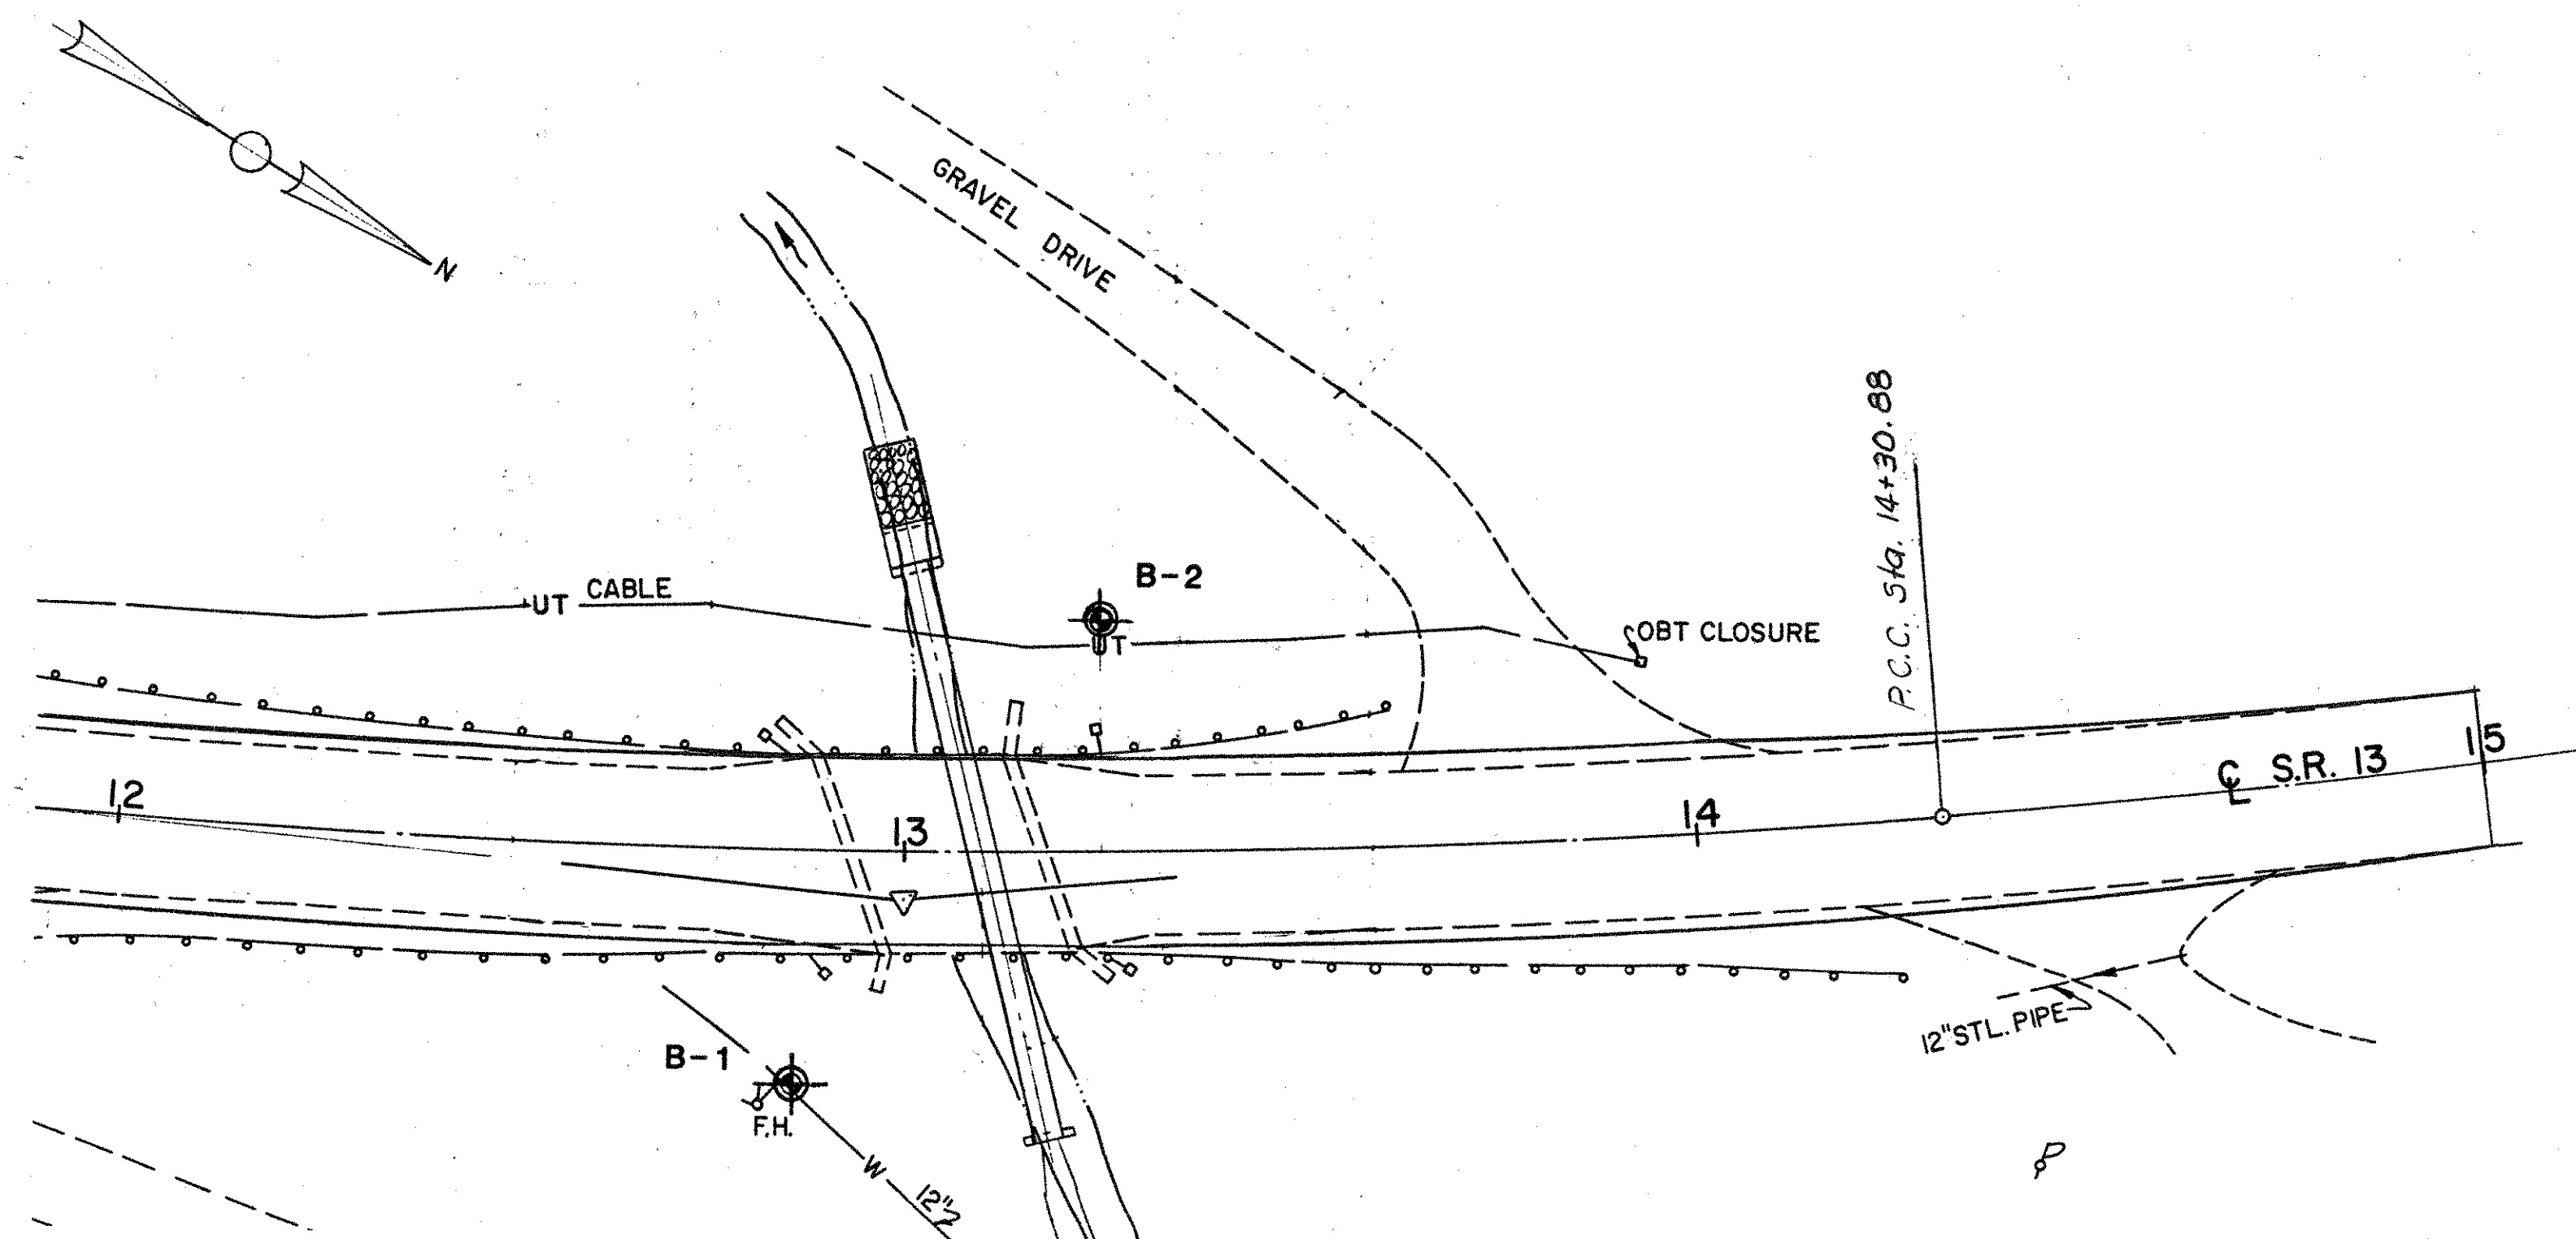 N
GRAVEL DRIVE
P.C.C. Sta. 14+30.88
UT CABLE
B-2
UT
OBT CLOSURE
12
13
14
15
℄ S.R. 13
B-1
F.H.
W 12"
12" STL. PIPE
P